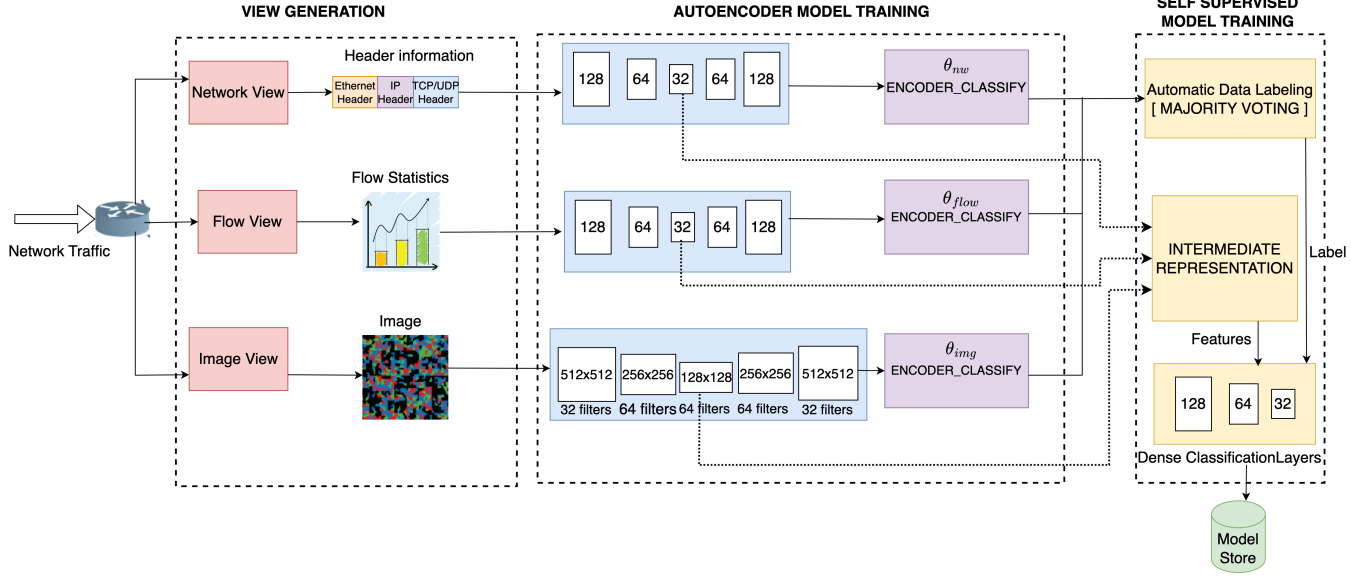 VIEW GENERATION
AUTOENCODER MODEL TRAINING
SELF SUPERVISED
MODEL TRAINING
Network Traffic
Network View
Header information
Ethernet
Header
IP
Header
TCP/UDP
Header
128
64
32
64
128
θnw
ENCODER_CLASSIFY
Automatic Data Labeling
[ MAJORITY VOTING ]
Flow View
Flow Statistics
128
64
32
64
128
θflow
ENCODER_CLASSIFY
INTERMEDIATE
REPRESENTATION
Label
Features
Image View
Image
512x512
256x256
128x128
256x256
512x512
32 filters
64 filters
64 filters
64 filters
32 filters
θimg
ENCODER_CLASSIFY
128
64
32
Dense ClassificationLayers
Model
Store